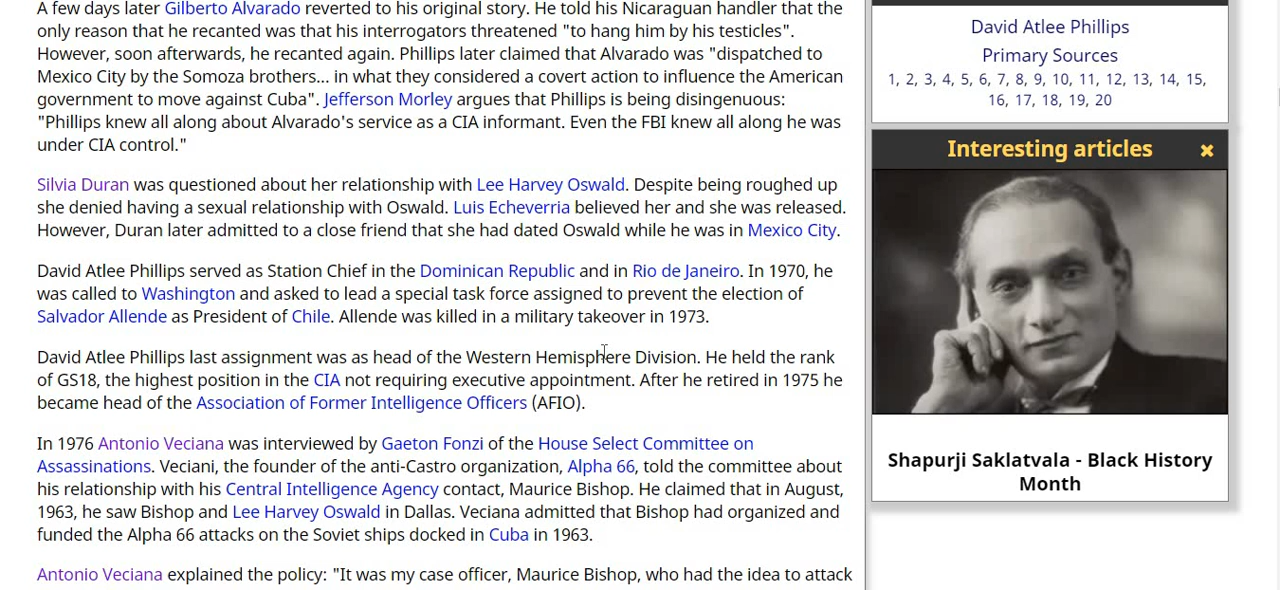 A few days later Gilberto Alvarado reverted to his original story. He told his Nicaraguan handler that the
only reason that he recanted was that his interrogators threatened "to hang him by his testicles".
However, soon afterwards, he recanted again. Phillips later claimed that Alvarado was "dispatched to
Mexico City by the Somoza brothers... in what they considered a covert action to influence the American
government to move against Cuba". Jefferson Morley argues that Phillips is being disingenuous:
"Phillips knew all along about Alvarado's service as a CIA informant. Even the FBI knew all along he was
under CIA control."
Silvia Duran was questioned about her relationship with Lee Harvey Oswald. Despite being roughed up
she denied having a sexual relationship with Oswald. Luis Echeverria believed her and she was released.
However, Duran later admitted to a close friend that she had dated Oswald while he was in Mexico City.
David Atlee Phillips served as Station Chief in the Dominican Republic and in Rio de Janeiro. In 1970, he
was called to Washington and asked to lead a special task force assigned to prevent the election of
Salvador Allende as President of Chile. Allende was killed in a military takeover in 1973.
David Atlee Phillips last assignment was as head of the Western Hemisphere Division. He held the rank
of GS18, the highest position in the CIA not requiring executive appointment. After he retired in 1975 he
became head of the Association of Former Intelligence Officers (AFIO).
In 1976 Antonio Veciana was interviewed by Gaeton Fonzi of the House Select Committee on
Assassinations. Veciani, the founder of the anti-Castro organization, Alpha 66, told the committee about
his relationship with his Central Intelligence Agency contact, Maurice Bishop. He claimed that in August,
1963, he saw Bishop and Lee Harvey Oswald in Dallas. Veciana admitted that Bishop had organized and
funded the Alpha 66 attacks on the Soviet ships docked in Cuba in 1963.
Antonio Veciana explained the policy: "It was my case officer, Maurice Bishop, who had the idea to attack
David Atlee Phillips
Primary Sources
1, 2, 3, 4, 5, 6, 7, 8, 9, 10, 11, 12, 13, 14, 15,
16, 17, 18, 19, 20
Interesting articles
Shapurji Saklatvala - Black History
Month